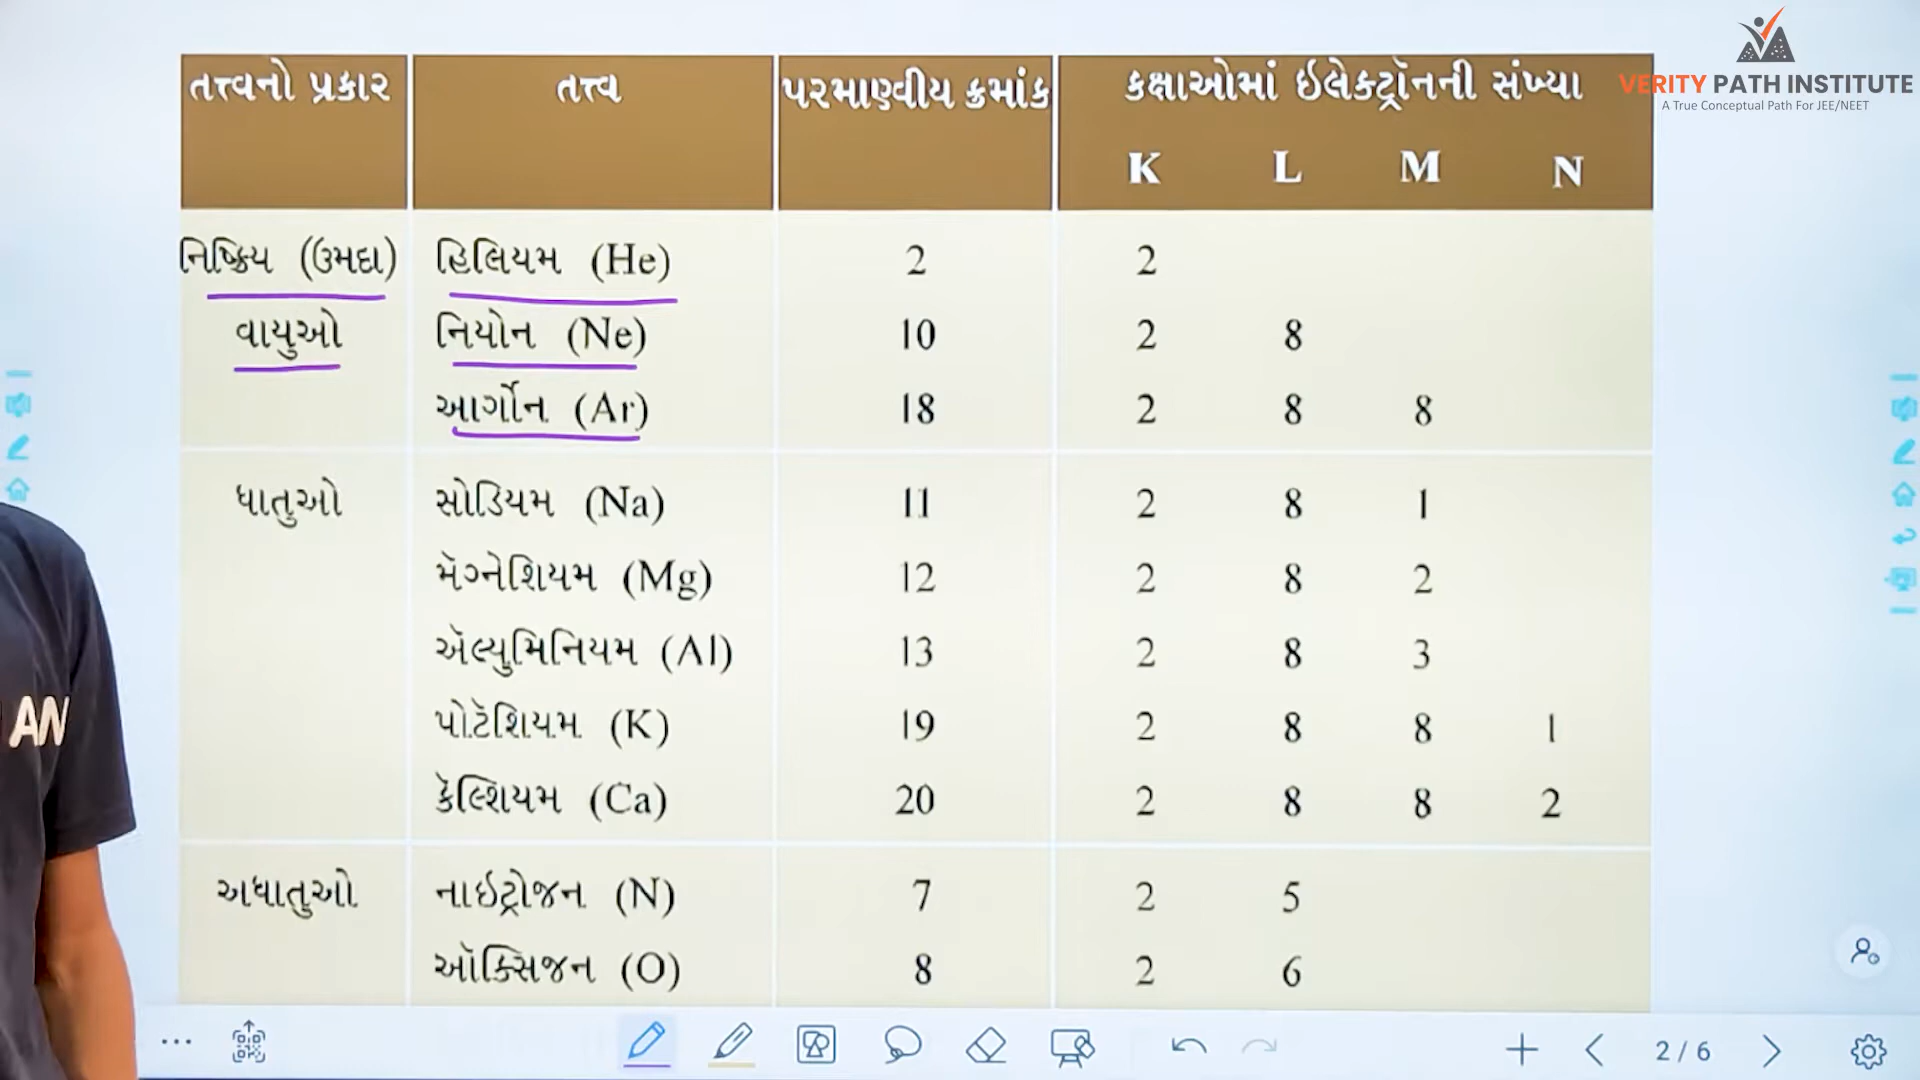 VERITY PATH INSTITUTE
A True Conceptual Path For JEE/NEET
તત્ત્વનો પ્રકાર તત્ત્વ પરમાણ્વીય ક્રમાંક કક્ષાઓમાં ઇલેક્ટ્રૉનની સંખ્યા
K L M N
નિષ્ક્રિય (ઉમદા) હિલિયમ (He) 2 2
વાયુઓ નિયોન (Ne) 10 2 8
આર્ગોન (Ar) 18 2 8 8
ધાતુઓ સોડિયમ (Na) 11 2 8 1
મૅગ્નેશિયમ (Mg) 12 2 8 2
ઍલ્યુમિનિયમ (Al) 13 2 8 3
પોટૅશિયમ (K) 19 2 8 8 1
કૅલ્શિયમ (Ca) 20 2 8 8 2
અધાતુઓ નાઇટ્રોજન (N) 7 2 5
ઑક્સિજન (O) 8 2 6
AN
2 / 6